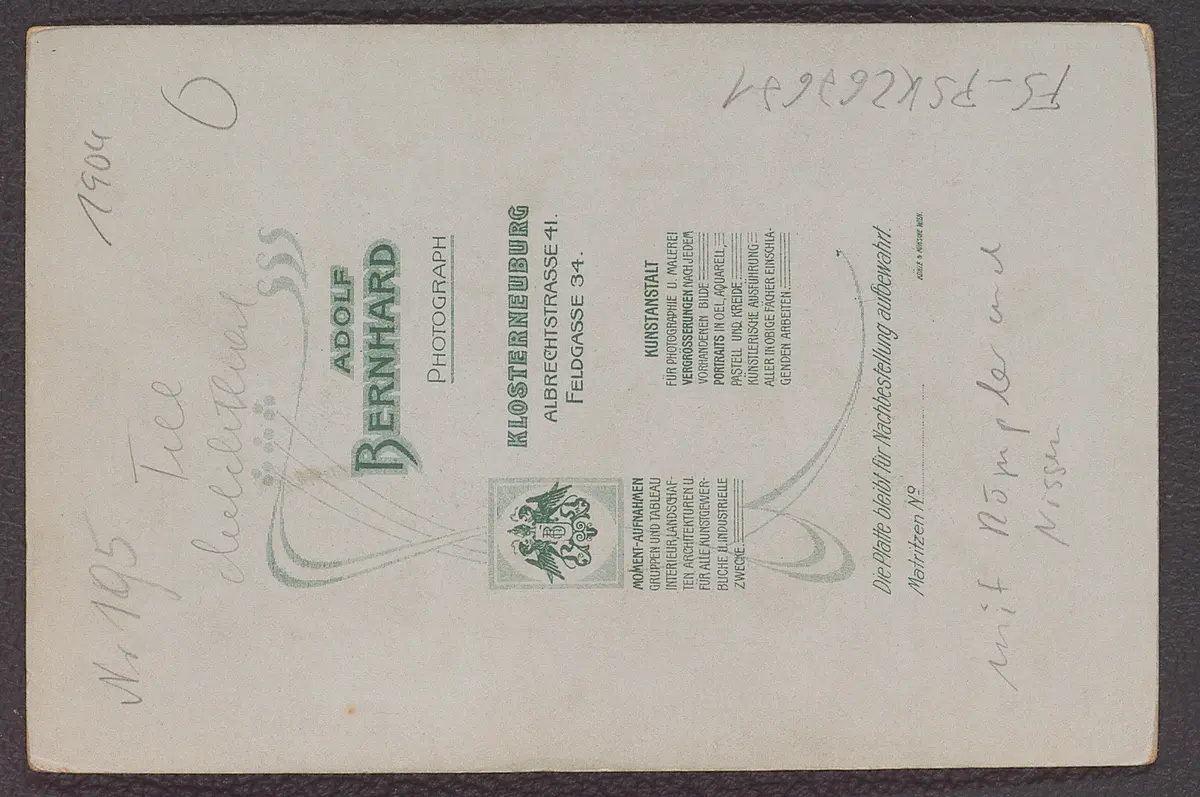 1904
Nr 195
6
ADOLF
BERNHARD
PHOTOGRAPH
KLOSTERNEUBURG
ALBRECHTSTRASSE 41.
FELDGASSE 34.
MOMENT-AUFNAHMEN
GRUPPEN UND TABLEAU
INTERIEUR, LANDSCHAF-
TEN ARCHITEKTUREN U.
FÜR ALLE KUNSTGEWER-
BLICHE U. INDUSTRIELLE
ZWECKE.
KUNSTANSTALT
FÜR PHOTOGRAPHIE U. MALEREI
VERGRÖSSERUNGEN NACH JEDEM
VORHANDENEN BILDE
PORTRAITS IN OEL, AQUARELL,
PASTELL UND KREIDE.
KÜNSTLERISCHE AUSFÜHRUNG
ALLER IN OBIGE FÄCHER EINSCHLA-
GENDEN ARBEITEN
Die Platte bleibt für Nachbestellung aufbewahrt.
Matritzen No
mit Römpler und
Nissen
FS-PSK262671